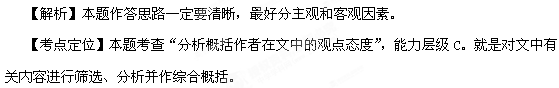 【解析】本题作答思路一定要清晰，最好分主观和客观因素。
【考点定位】本题考查“分析概括作者在文中的观点态度”，能力层级 C。就是对文中有
关内容进行筛选、分析并作综合概括。